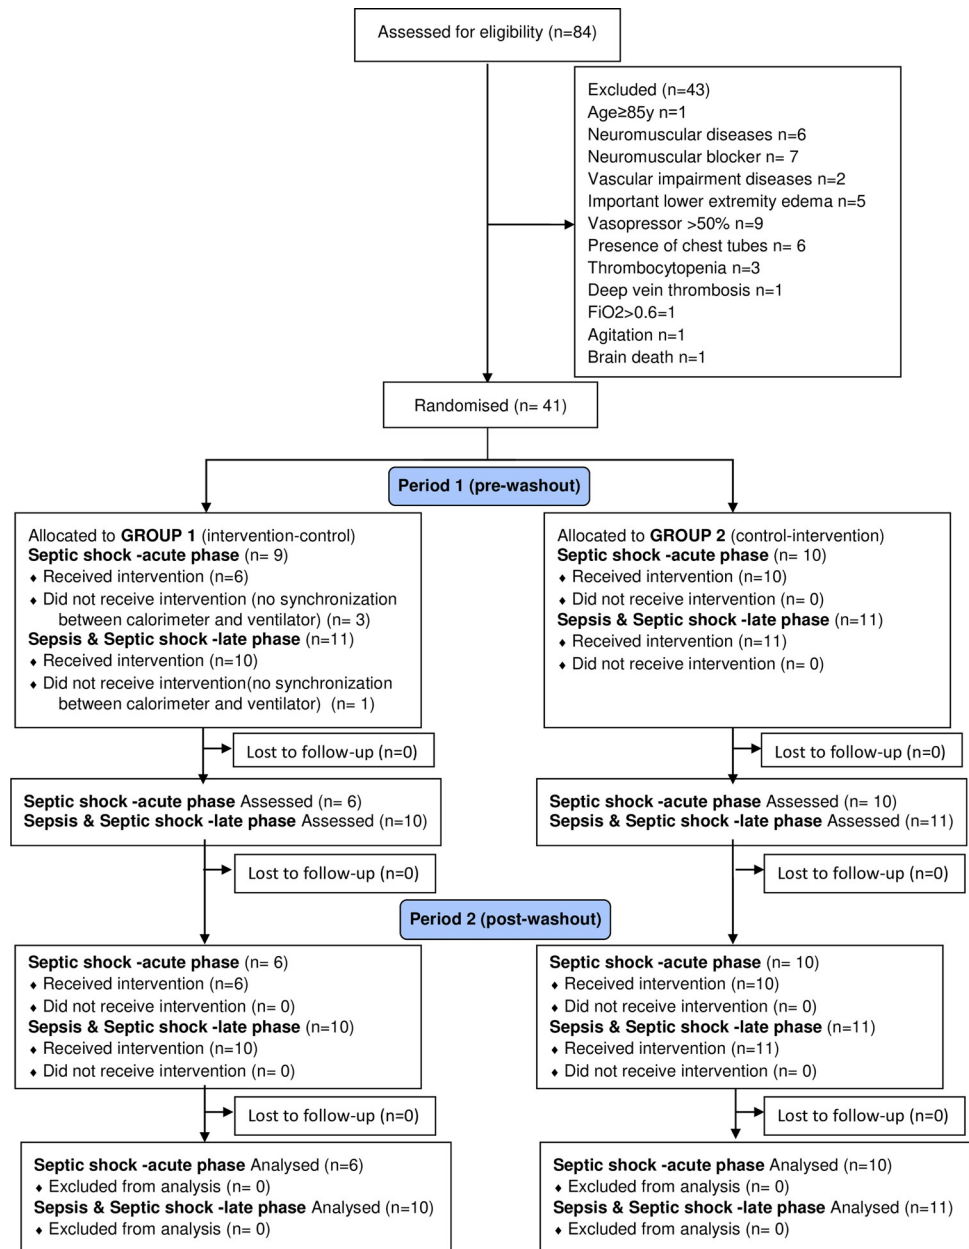 Assessed for eligibility (n=84)
Excluded (n=43)
Age≥85y n=1
Neuromuscular diseases n=6
Neuromuscular blocker n= 7
Vascular impairment diseases n=2
Important lower extremity edema n=5
Vasopressor >50% n=9
Presence of chest tubes n= 6
Thrombocytopenia n=3
Deep vein thrombosis n=1
FiO2>0.6=1
Agitation n=1
Brain death n=1
Randomised (n= 41)
Period 1 (pre-washout)
Allocated to GROUP 1 (intervention-control)
Septic shock -acute phase (n= 9)
♦ Received intervention (n=6)
♦ Did not receive intervention (no synchronization
between calorimeter and ventilator) (n= 3)
Sepsis & Septic shock -late phase (n=11)
♦ Received intervention (n=10)
♦ Did not receive intervention(no synchronization
between calorimeter and ventilator) (n= 1)
Allocated to GROUP 2 (control-intervention)
Septic shock -acute phase (n= 10)
♦ Received intervention (n=10)
♦ Did not receive intervention (n= 0)
Sepsis & Septic shock -late phase (n=11)
♦ Received intervention (n=11)
♦ Did not receive intervention (n= 0)
Lost to follow-up (n=0)
Lost to follow-up (n=0)
Septic shock -acute phase Assessed (n= 6)
Sepsis & Septic shock -late phase Assessed (n=10)
Septic shock -acute phase Assessed (n= 10)
Sepsis & Septic shock -late phase Assessed (n=11)
Lost to follow-up (n=0)
Lost to follow-up (n=0)
Period 2 (post-washout)
Septic shock -acute phase (n= 6)
♦ Received intervention (n=6)
♦ Did not receive intervention (n= 0)
Sepsis & Septic shock -late phase (n=10)
♦ Received intervention (n=10)
♦ Did not receive intervention (n= 0)
Septic shock -acute phase (n= 10)
♦ Received intervention (n=10)
♦ Did not receive intervention (n= 0)
Sepsis & Septic shock -late phase (n=11)
♦ Received intervention (n=11)
♦ Did not receive intervention (n= 0)
Lost to follow-up (n=0)
Lost to follow-up (n=0)
Septic shock -acute phase Analysed (n=6)
♦ Excluded from analysis (n= 0)
Sepsis & Septic shock -late phase Analysed (n=10)
♦ Excluded from analysis (n= 0)
Septic shock -acute phase Analysed (n=10)
♦ Excluded from analysis (n= 0)
Sepsis & Septic shock -late phase Analysed (n=11)
♦ Excluded from analysis (n= 0)